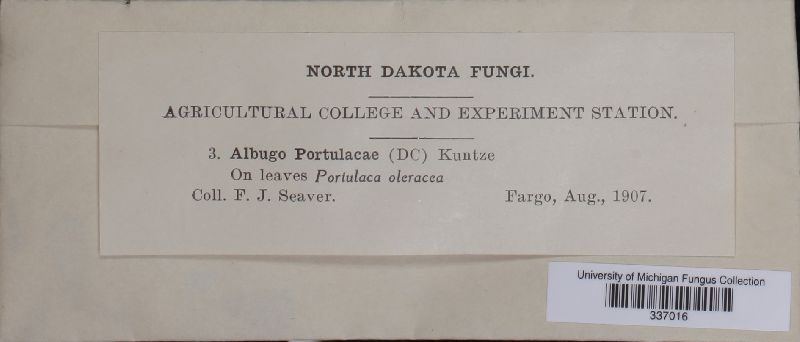 NORTH DAKOTA FUNGI.
AGRICULTURAL COLLEGE AND EXPERIMENT STATION.
3. Albugo Portulacae (DC) Kuntze
On leaves Portulaca oleracea
Coll. F. J. Seaver. Fargo, Aug., 1907.
University of Michigan Fungus Collection
337016